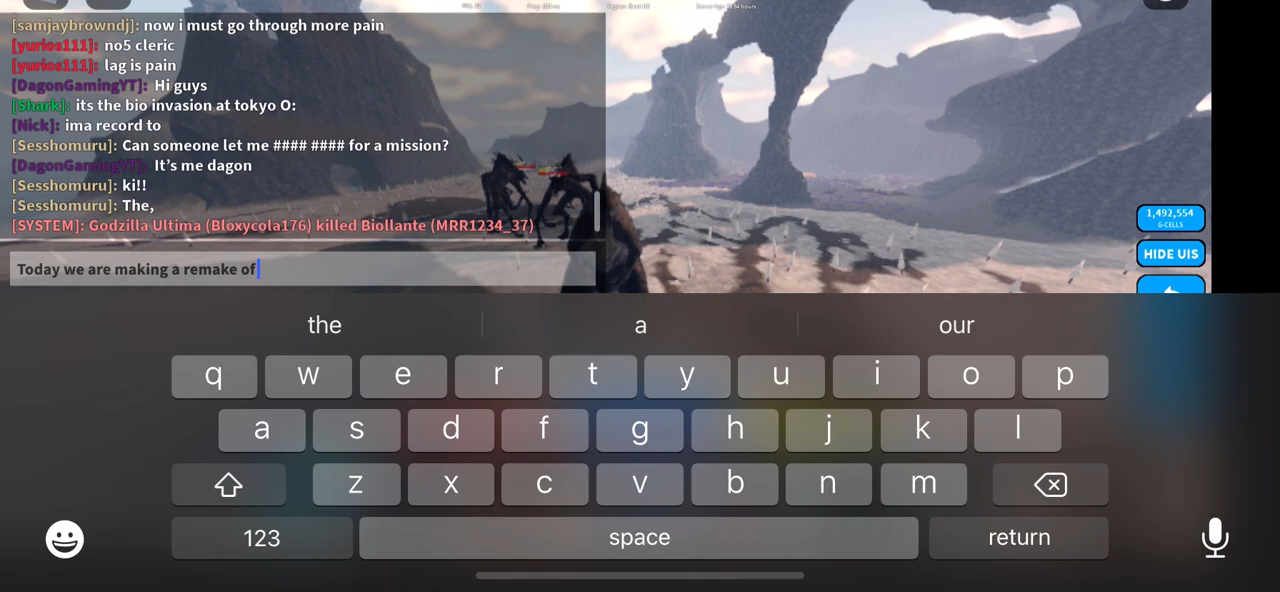 [samjaybrowndj]: now i must go through more pain
[yurios111]: no5 cleric
[yurios111]: lag is pain
[DagonGamingYT]: Hi guys
[Shark]: its the bio invasion at tokyo O:
[Nick]: ima record to
[Sesshomuru]: Can someone let me #### #### for a mission?
[DagonGamingYT]: It’s me dagon
[Sesshomuru]: ki!!
[Sesshomuru]: The,
[SYSTEM]: Godzilla Ultima (Bloxycola176) killed Biollante (MRR1234_37)
Today we are making a remake of
1,492,554
G-CELLS
HIDE UIS
the a our
q w e r t y u i o p
a s d f g h j k l
z x c v b n m
123 space return